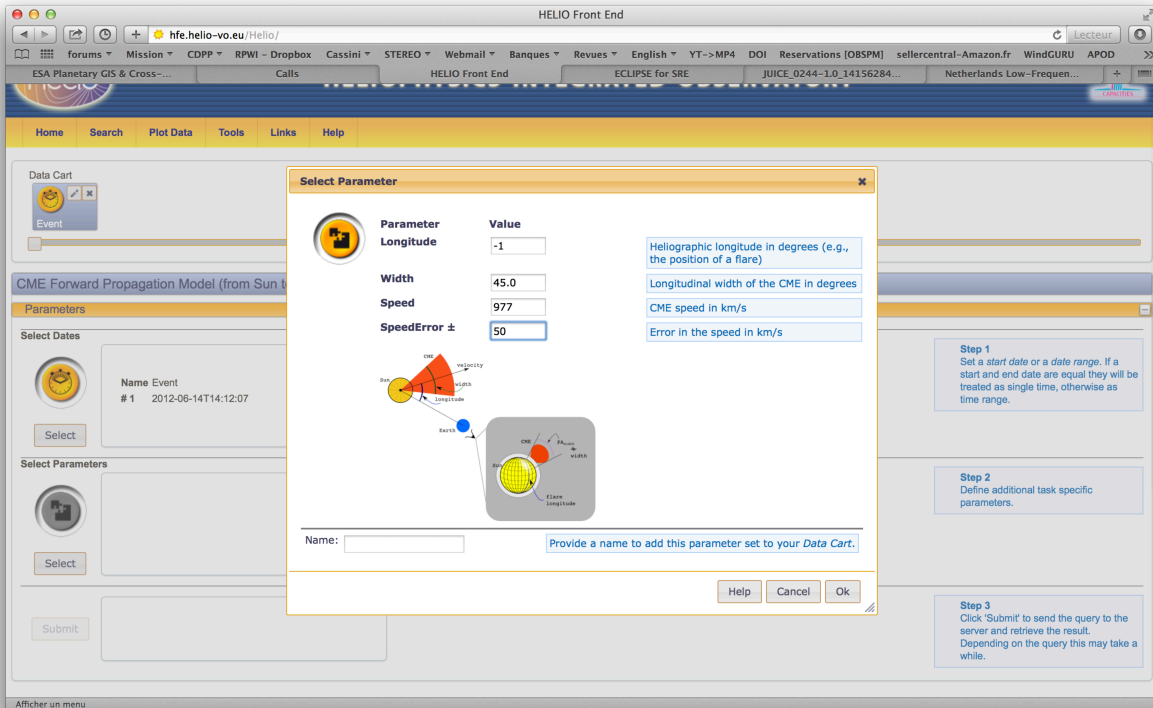 HELIO Front End
hfe.helio-vo.eu/Helio/
Lecteur
forums Mission CDPP RPWI – Dropbox Cassini STEREO Webmail Banques Revues English YT->MP4 DOI Reservations [OBSPM] sellercentral–Amazon.fr WindGURU APOD
ESA Planetary GIS & Cross-... Calls HELIO Front End ECLIPSE for SRE JUICE_0244-1.0_14156284... Netherlands Low-Frequen...
HELIOPHYSICS INTEGRATED OBSERVATORY
CAPACITIES
Home Search Plot Data Tools Links Help
Data Cart
Event
Select Parameter
Parameter Value
Longitude -1 Heliographic longitude in degrees (e.g.,
the position of a flare)
Width 45.0 Longitudinal width of the CME in degrees
Speed 977 CME speed in km/s
SpeedError ± 50 Error in the speed in km/s
CME
velocity
Sun
width
longitude
Earth
CME
width
Sun
flare
longitude
Name: Provide a name to add this parameter set to your Data Cart.
Help Cancel Ok
CME Forward Propagation Model (from Sun t
Parameters
Select Dates
Name Event
# 1 2012-06-14T14:12:07
Select
Step 1
Set a start date or a date range. If a
start and end date are equal they will be
treated as single time, otherwise as
time range.
Select Parameters
Select
Step 2
Define additional task specific
parameters.
Submit
Step 3
Click 'Submit' to send the query to the
server and retrieve the result.
Depending on the query this may take a
while.
Afficher un menu